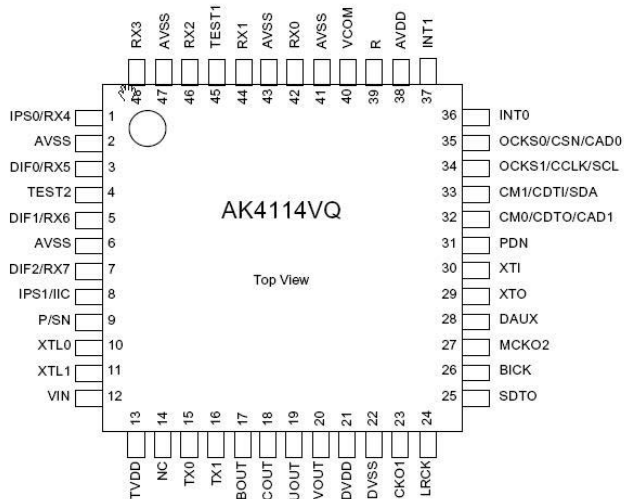 RX3 AVSS RX2 TEST1 RX1 AVSS RX0 AVSS VCOM R AVDD INT1
48 47 46 45 44 43 42 41 40 39 38 37
IPS0/RX4 1 36 INT0
AVSS 2 35 OCKS0/CSN/CAD0
DIF0/RX5 3 34 OCKS1/CCLK/SCL
TEST2 4 33 CM1/CDTI/SDA
DIF1/RX6 5 32 CM0/CDTO/CAD1
AK4114VQ
AVSS 6 31 PDN
DIF2/RX7 7 30 XTI
Top View
IPS1/IIC 8 29 XTO
P/SN 9 28 DAUX
XTL0 10 27 MCKO2
XTL1 11 26 BICK
VIN 12 25 SDTO
13 14 15 16 17 18 19 20 21 22 23 24
TVDD NC TX0 TX1 BOUT COUT UOUT VOUT DVDD DVSS CKO1 LRCK